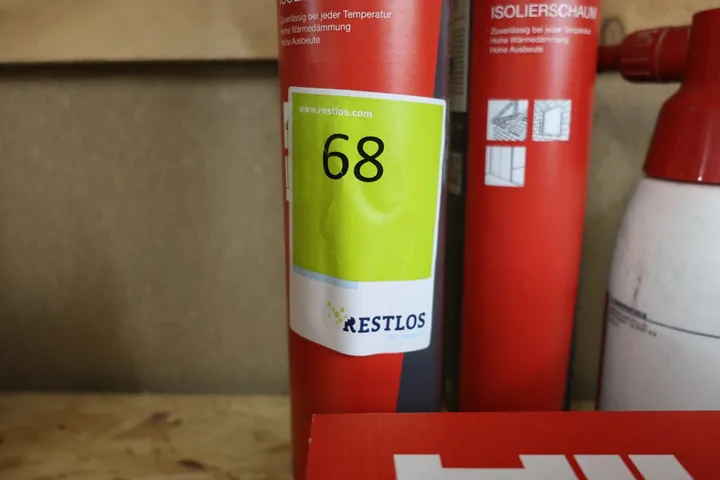 ISOLIERSCHAUM
Zuverlässig bei jeder Temperatur
Hohe Wärmedämmung
Hohe Ausbeute
Zuverlässig bei jeder Temperatur
Hohe Wärmedämmung
Hohe Ausbeute
www.restlos.com
68
RESTLOS